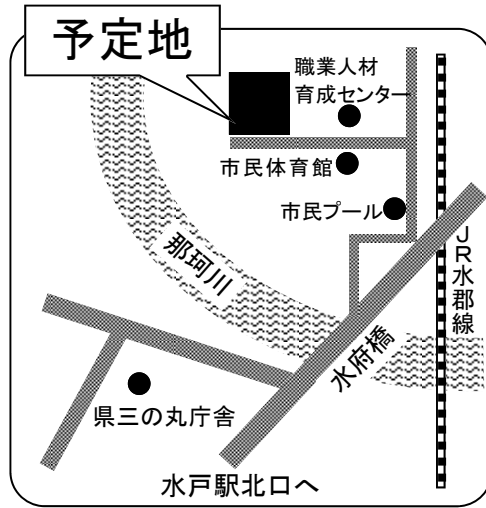 予定地
職業人材
育成センター
市民体育館
市民プール
那珂川
JR水郡線
水府橋
県三の丸庁舎
水戸駅北口へ